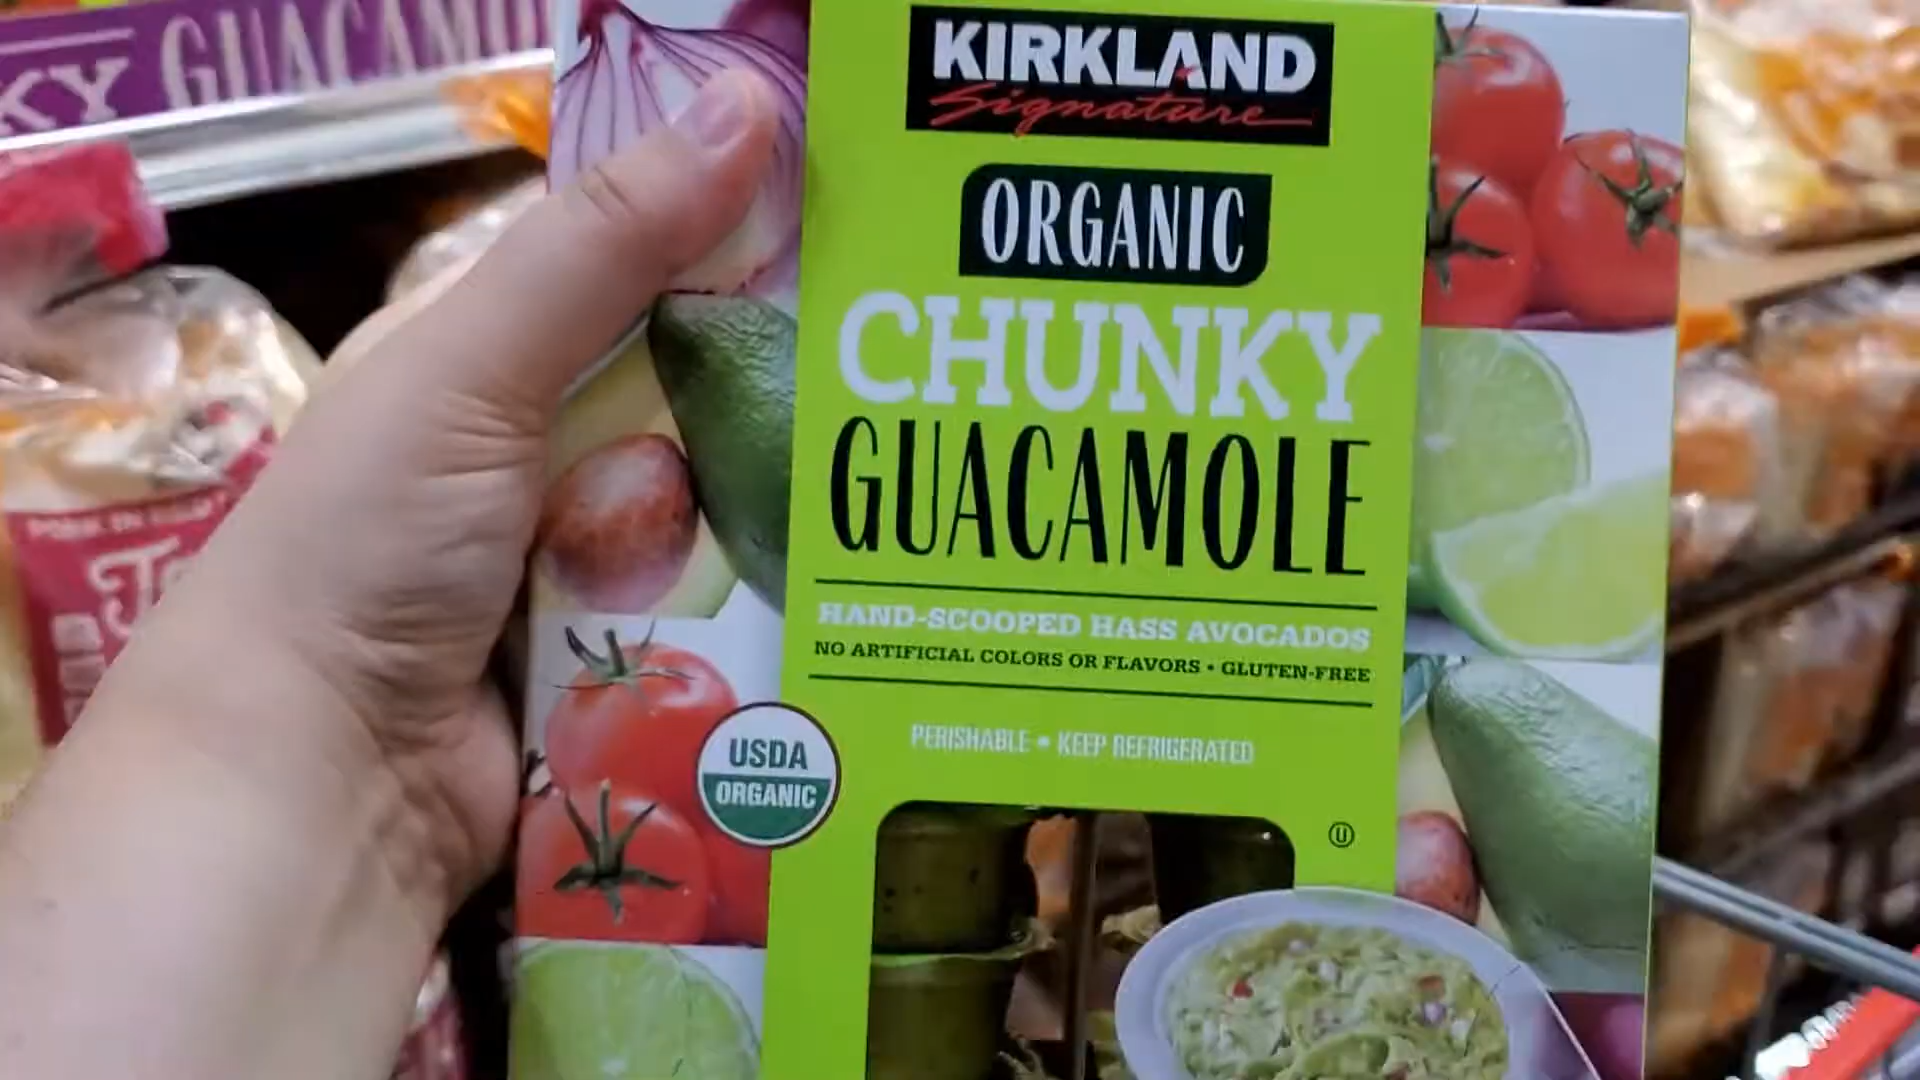 KY GUACAMO
KIRKLAND
Signature
ORGANIC
CHUNKY
GUACAMOLE
HAND-SCOOPED HASS AVOCADOS
NO ARTIFICIAL COLORS OR FLAVORS • GLUTEN-FREE
PERISHABLE • KEEP REFRIGERATED
USDA
ORGANIC
U